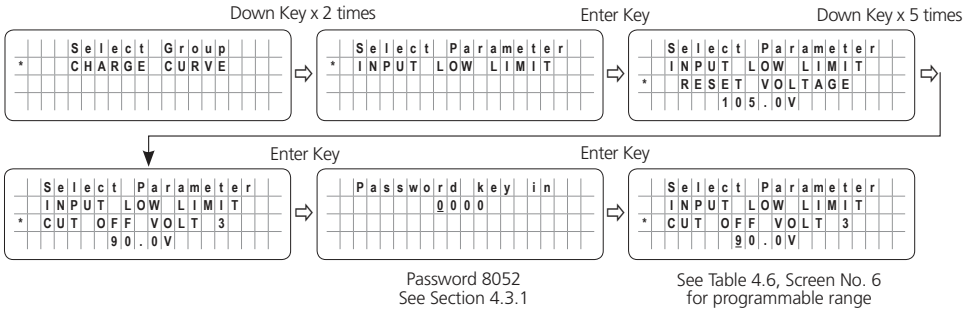 Down Key x 2 times
Enter Key
Down Key x 5 times
Select Group
* CHARGE CURVE
Select Parameter
* INPUT LOW LIMIT
Select Parameter
INPUT LOW LIMIT
* RESET VOLTAGE
105.0V
Enter Key
Enter Key
Select Parameter
INPUT LOW LIMIT
* CUT OFF VOLT 3
90.0V
Password key in
0000
Select Parameter
INPUT LOW LIMIT
* CUT OFF VOLT 3
90.0V
Password 8052
See Section 4.3.1
See Table 4.6, Screen No. 6
for programmable range